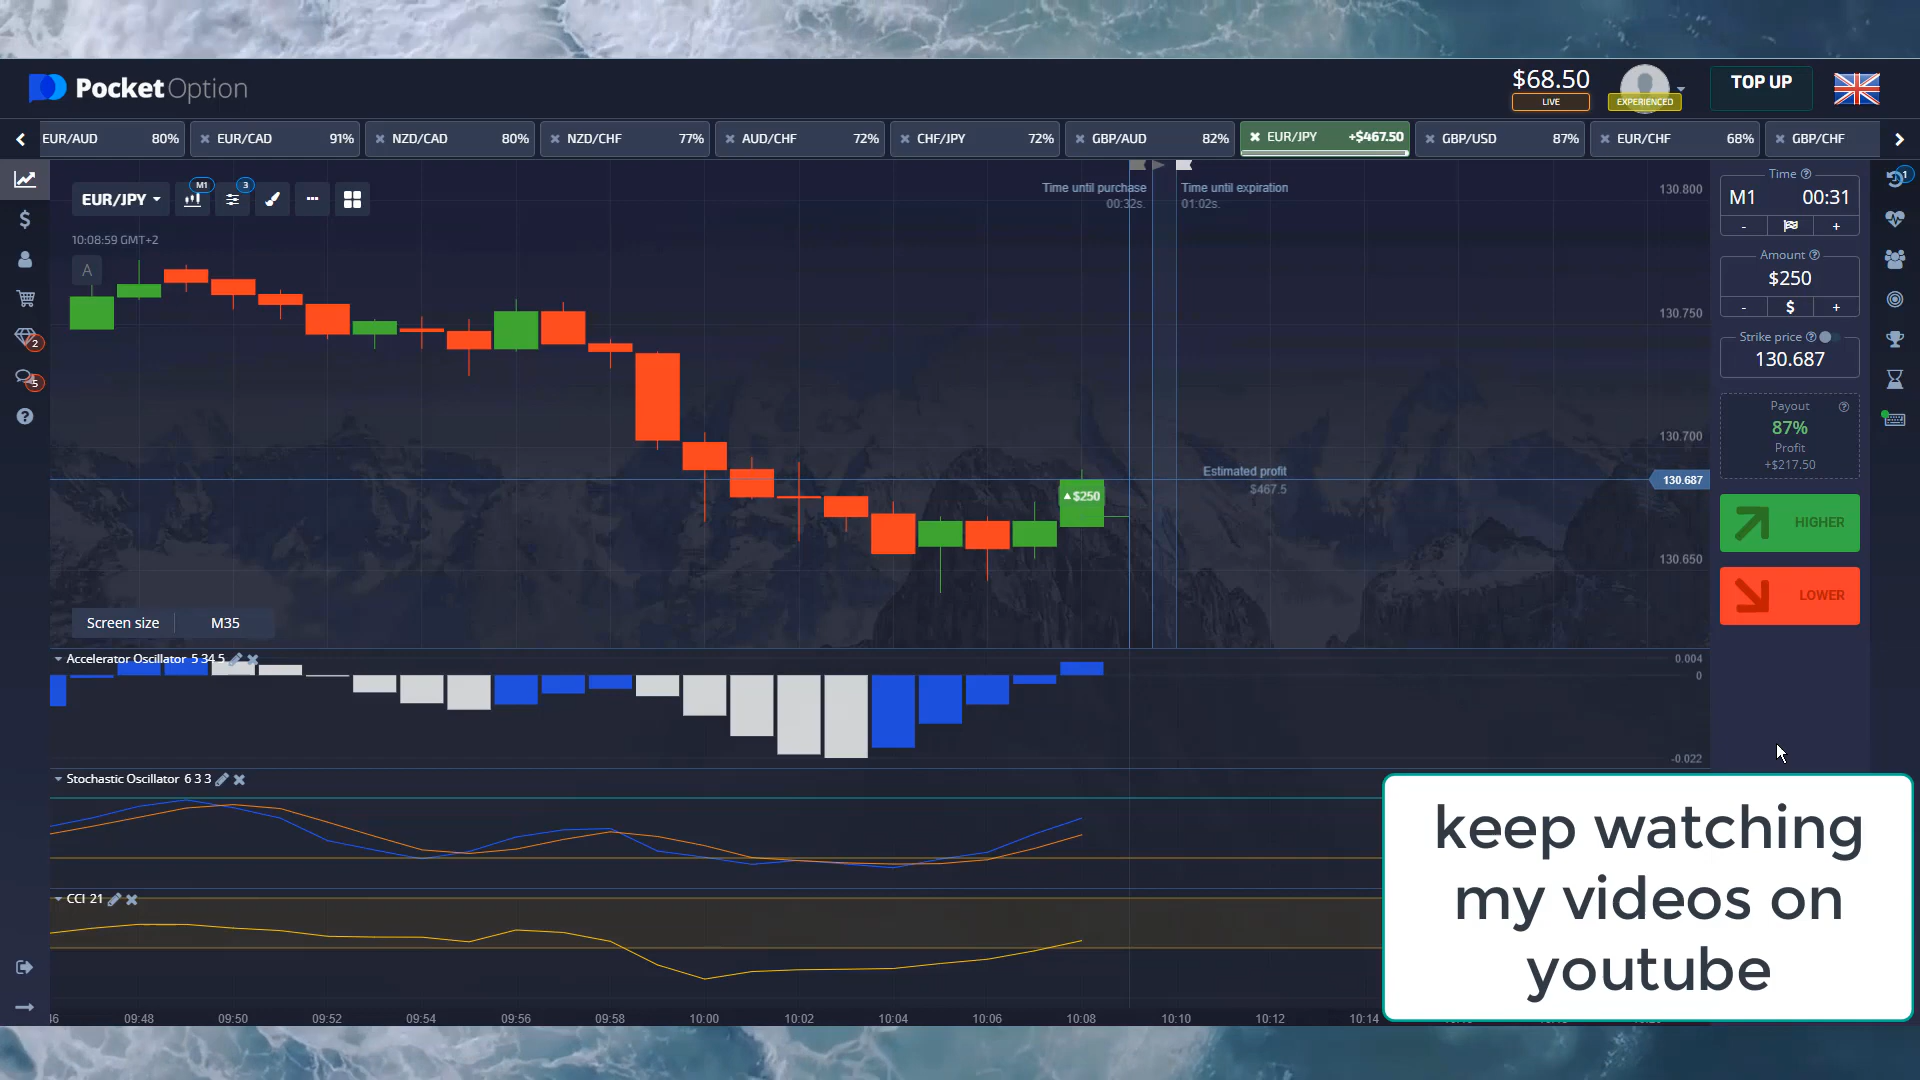 PocketOption
$68.50
LIVE
EXPERIENCED
TOP UP
EUR/AUD 80%
EUR/CAD 91%
NZD/CAD 80%
NZD/CHF 77%
AUD/CHF 72%
CHF/JPY 72%
GBP/AUD 82%
EUR/JPY +$467.50
GBP/USD 87%
EUR/CHF 68%
GBP/CHF
EUR/JPY
M1
3
10:08:59 GMT+2
A
Time until purchase
00:32s.
Time until expiration
01:02s.
130.800
130.750
130.700
130.687
130.650
Estimated profit
$467.5
$250
Screen size M35
Time
M1 00:31
- +
Amount
$250
- $ +
Strike price
130.687
Payout
87%
Profit
+$217.50
HIGHER
LOWER
2
5
1
Accelerator Oscillator 5 34 5
0.004
0
-0.022
Stochastic Oscillator 6 3 3
CCI 21
keep watching
my videos on
youtube
09:48 09:50 09:52 09:54 09:56 09:58 10:00 10:02 10:04 10:06 10:08 10:10 10:12 10:14